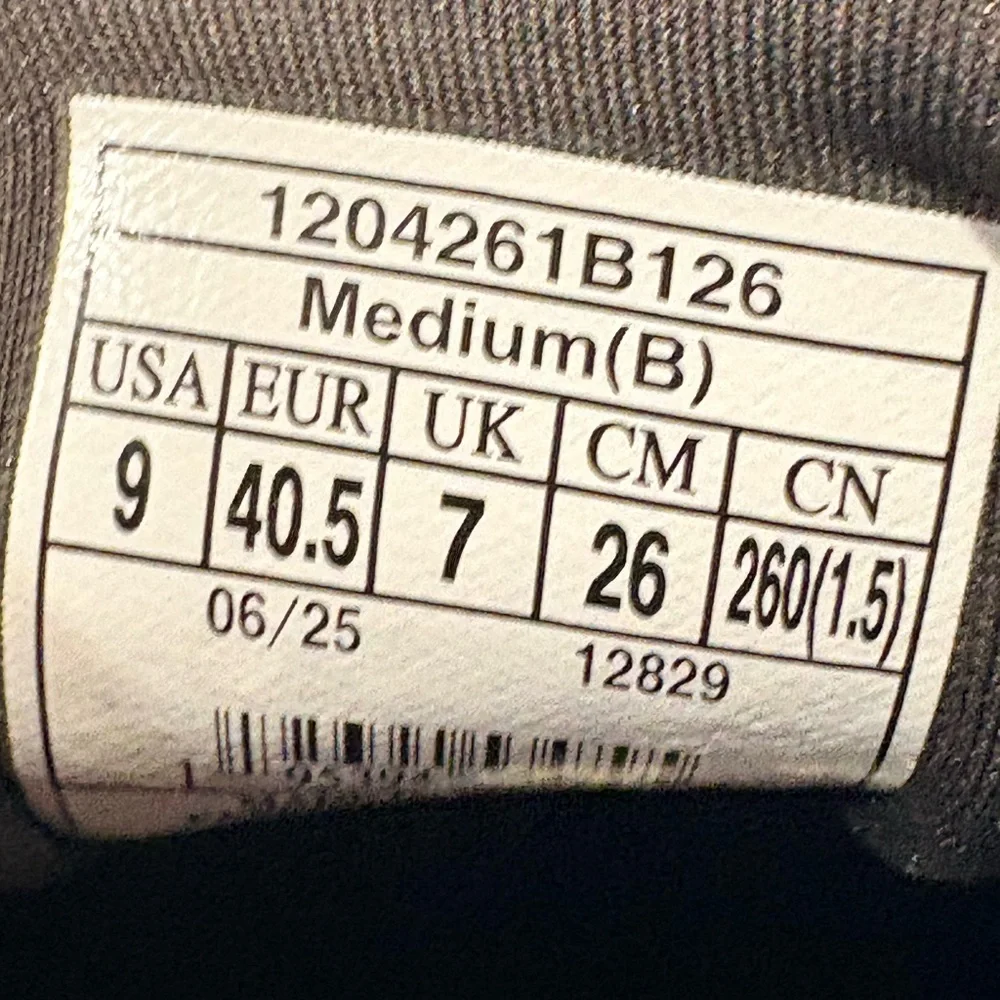 1204261B126
Medium(B)
USA EUR UK CM CN
9 40.5 7 26 260(1.5)
06/25
12829